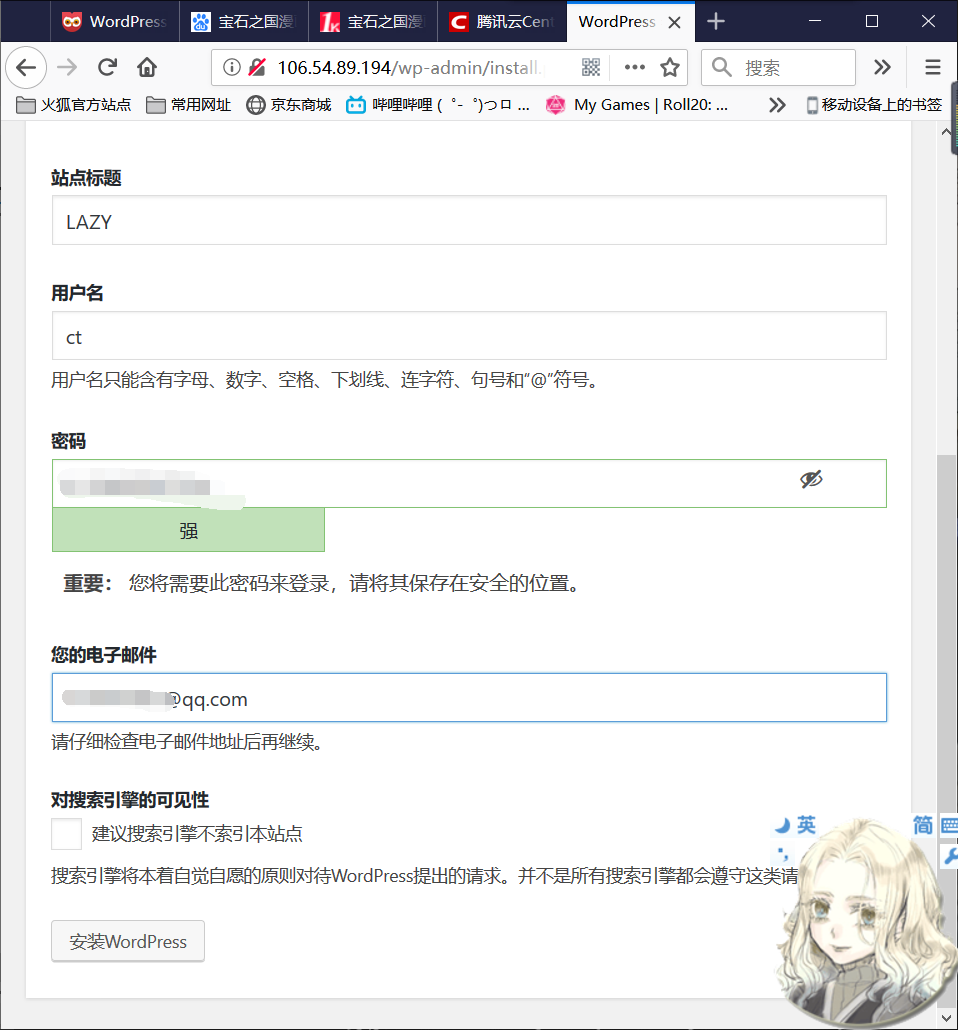 WordPress
宝石之国漫
宝石之国漫
腾讯云Cent
WordPress
106.54.89.194/wp-admin/install.
搜索
火狐官方站点 常用网址 京东商城 哔哩哔哩 ( ゜- ゜)つロ ... My Games | Roll20: ... 移动设备上的书签
站点标题
LAZY
用户名
ct
用户名只能含有字母、数字、空格、下划线、连字符、句号和“@”符号。
密码
强
重要： 您将需要此密码来登录，请将其保存在安全的位置。
您的电子邮件
@qq.com
请仔细检查电子邮件地址后再继续。
对搜索引擎的可见性
建议搜索引擎不索引本站点
英 简
搜索引擎将本着自觉自愿的原则对待WordPress提出的请求。并不是所有搜索引擎都会遵守这类请
安装WordPress